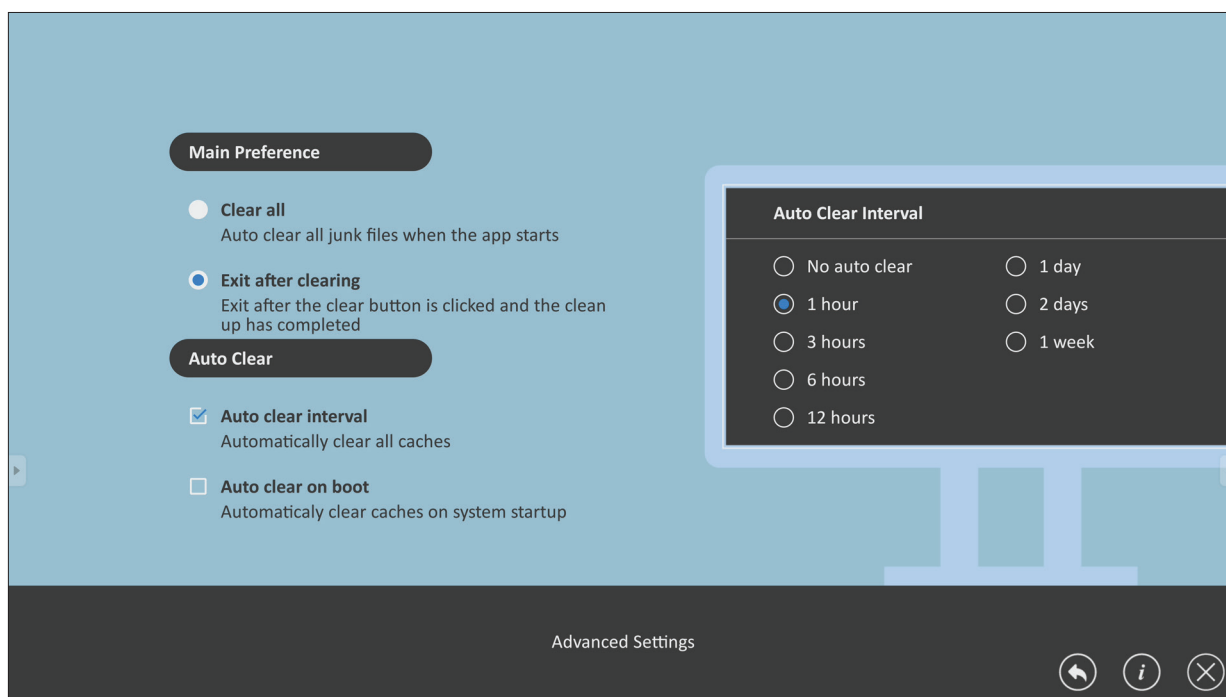 Main Preference
Clear all
Auto clear all junk files when the app starts
Exit after clearing
Exit after the clear button is clicked and the clean
up has completed
Auto Clear
Auto clear interval
Automatically clear all caches
Auto clear on boot
Automaticaly clear caches on system startup
Auto Clear Interval
No auto clear
1 hour
3 hours
6 hours
12 hours
1 day
2 days
1 week
Advanced Settings
i